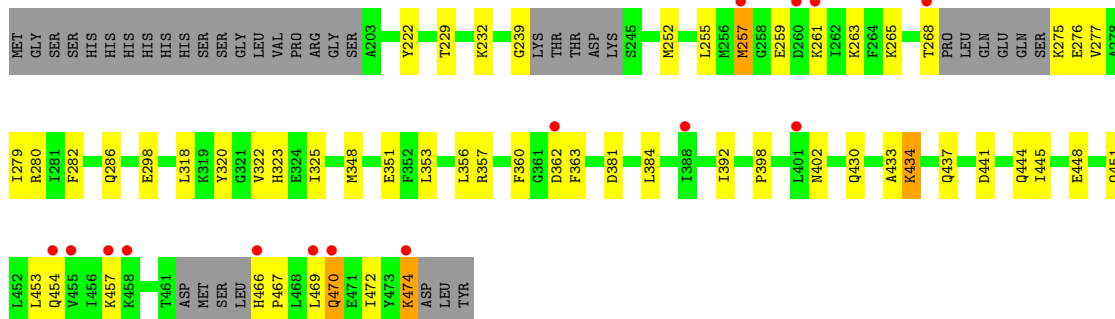 MET GLY SER SER HIS HIS HIS HIS HIS HIS SER SER GLY LEU VAL PRO ARG GLY SER A203 Y222 T229 K232 G239 LYS THR THR ASP LYS S245 M252 L255 M256 M257 G258 E259 D260 K261 I262 K263 F264 K265 T268 PRO LEU GLN GLU GLN SER K275 E276 V277 A278
I279 R280 I281 F282 Q286 E298 L318 K319 Y320 G321 V322 H323 E324 I325 M348 E351 F352 L353 L356 R357 F360 G361 D362 F363 D381 L384 I388 I392 P398 L401 N402 Q430 A433 K434 Q437 D441 Q444 I445 E448 Q451
L452 L453 Q454 V455 I456 K457 K458 T461 ASP MET SER LEU H466 P467 L468 L469 Q470 E471 I472 Y473 K474 ASP LEU TYR